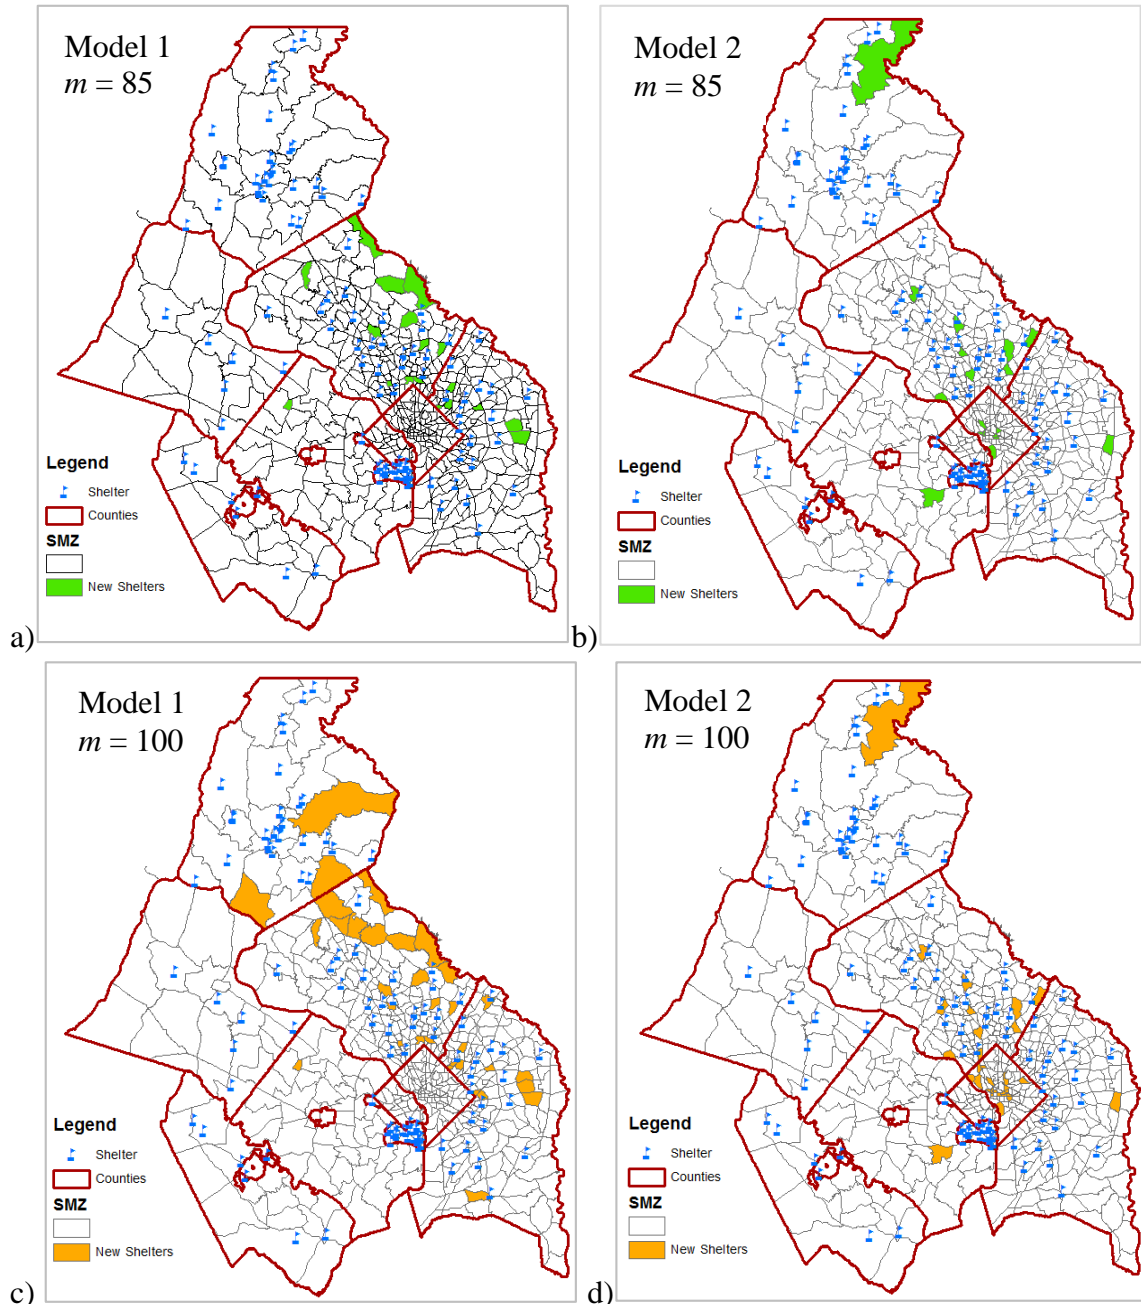 Model 1
m = 85
Legend
Shelter
Counties
SMZ
New Shelters
a)
Model 2
m = 85
Legend
Shelter
Counties
SMZ
New Shelters
b)
Model 1
m = 100
Legend
Shelter
Counties
SMZ
New Shelters
c)
Model 2
m = 100
Legend
Shelter
Counties
SMZ
New Shelters
d)